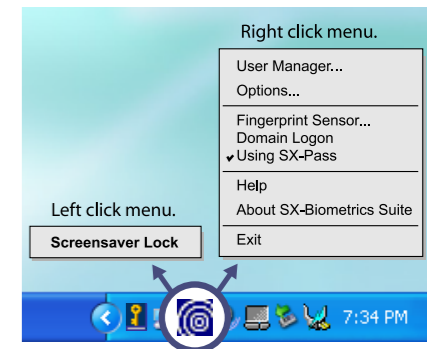 Right click menu.
User Manager...
Options...
Fingerprint Sensor...
Domain Logon
Using SX-Pass
Help
About SX-Biometrics Suite
Exit
Left click menu.
Screensaver Lock
7:34 PM